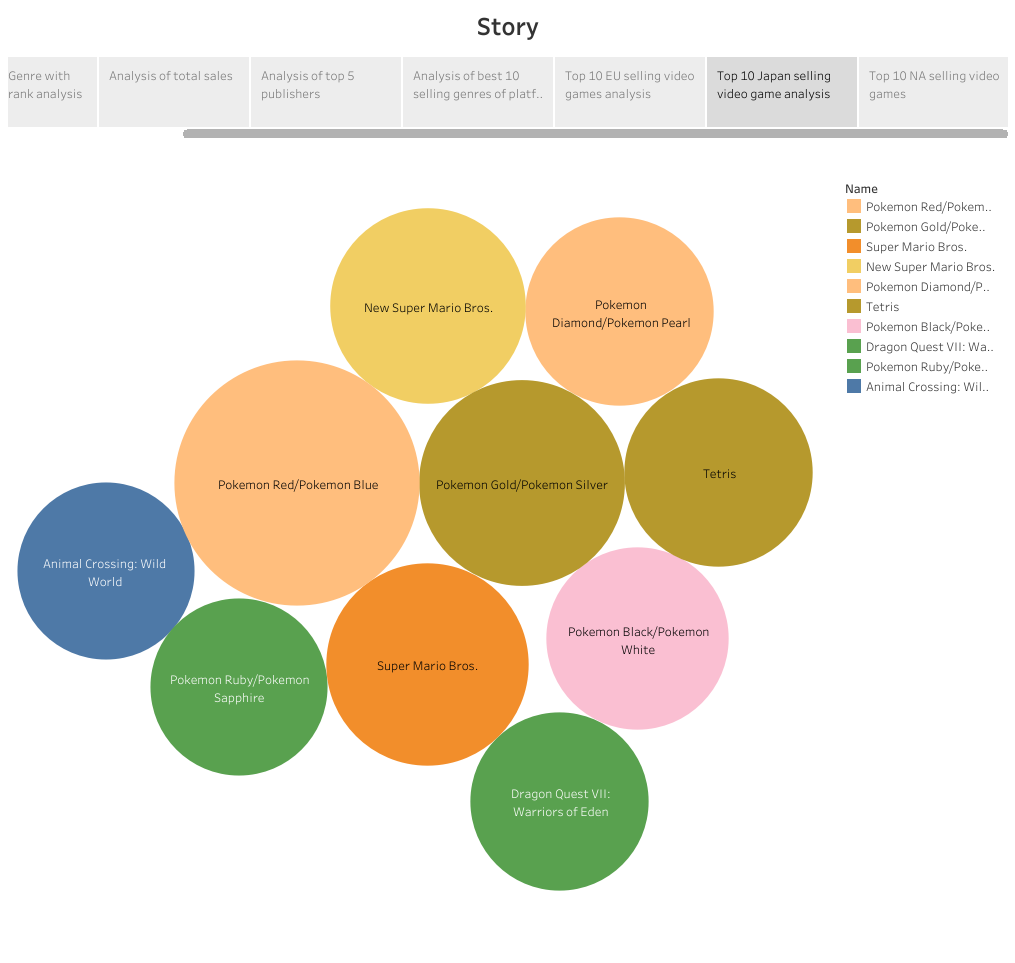 Story
Genre with
rank analysis
Analysis of total sales
Analysis of top 5
publishers
Analysis of best 10
selling genres of platf..
Top 10 EU selling video
games analysis
Top 10 Japan selling
video game analysis
Top 10 NA selling video
games
Name
Pokemon Red/Pokem..
Pokemon Gold/Poke..
Super Mario Bros.
New Super Mario Bros.
Pokemon Diamond/P..
Tetris
Pokemon Black/Poke..
Dragon Quest VII: Wa..
Pokemon Ruby/Poke..
Animal Crossing: Wil..
New Super Mario Bros.
Pokemon
Diamond/Pokemon Pearl
Pokemon Red/Pokemon Blue
Pokemon Gold/Pokemon Silver
Tetris
Animal Crossing: Wild
World
Pokemon Black/Pokemon
White
Pokemon Ruby/Pokemon
Sapphire
Super Mario Bros.
Dragon Quest VII:
Warriors of Eden